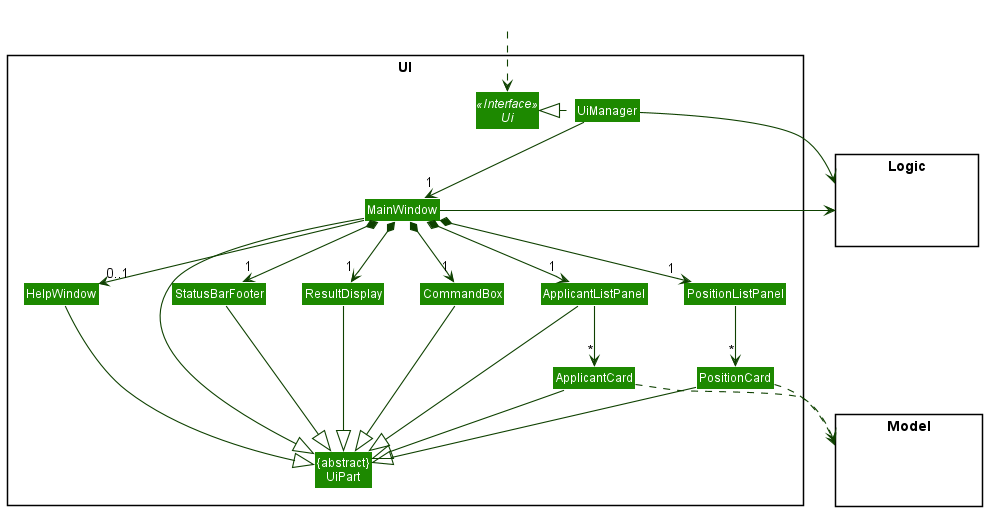 UI
«Interface»
Ui
UiManager
Logic
1
MainWindow
0..1
1
1
1
1
1
HelpWindow
StatusBarFooter
ResultDisplay
CommandBox
ApplicantListPanel
PositionListPanel
*
*
ApplicantCard
PositionCard
Model
{abstract}
UiPart